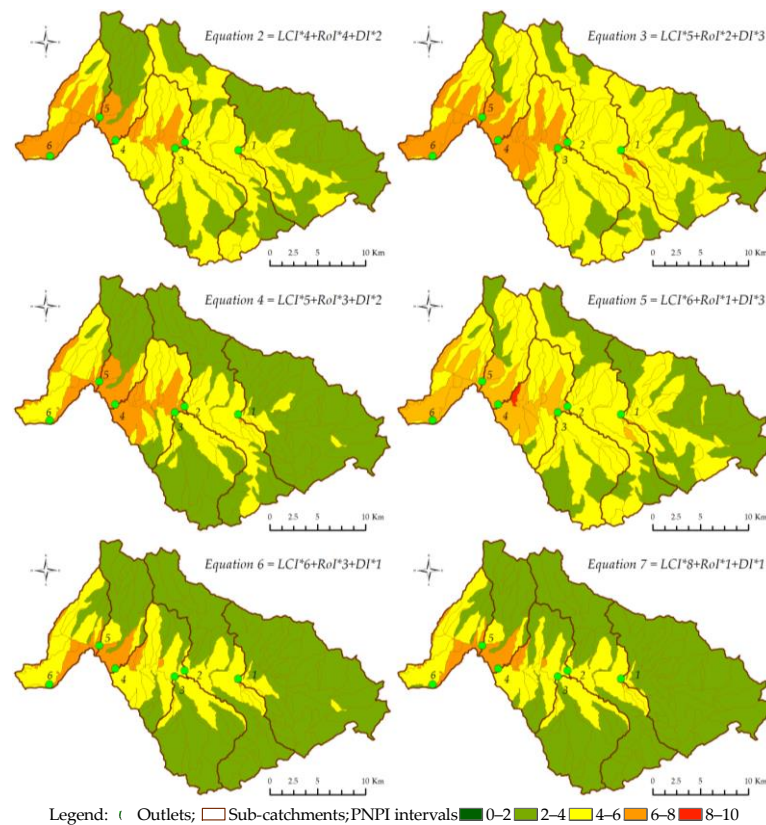 Equation 2 = LCI*4+RoI*4+DI*2
5
6
4
3
2
1
0 2.5 5 10 Km
Equation 3 = LCI*5+RoI*2+DI*3
5
6
4
3
2
1
0 2.5 5 10 Km
Equation 4 = LCI*5+RoI*3+DI*2
5
6
4
3
2
1
0 2.5 5 10 Km
Equation 5 = LCI*6+RoI*1+DI*3
5
6
4
3
2
1
0 2.5 5 10 Km
Equation 6 = LCI*6+RoI*3+DI*1
5
6
4
3
2
1
0 2.5 5 10 Km
Equation 7 = LCI*8+RoI*1+DI*1
5
6
4
3
2
1
0 2.5 5 10 Km
Legend: ( Outlets; Sub-catchments; PNPI intervals 0–2 2–4 4–6 6–8 8–10